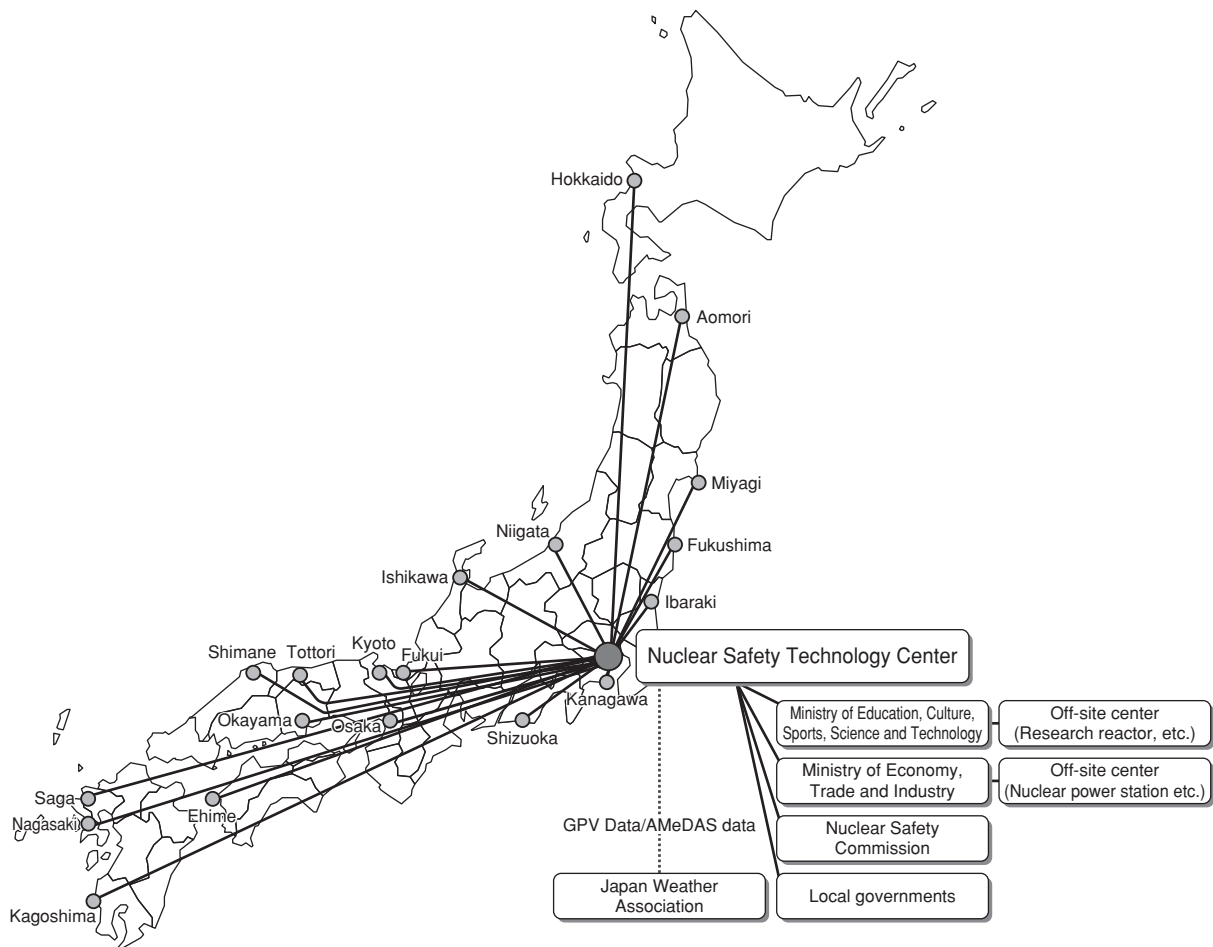 Hokkaido
Aomori
Miyagi
Niigata
Fukushima
Ishikawa
Ibaraki
Kyoto
Shimane
Tottori
Fukui
Nuclear Safety Technology Center
Kanagawa
Okayama
Osaka
Shizuoka
Ministry of Education, Culture,
Sports, Science and Technology
Off-site center
(Research reactor, etc.)
Ministry of Economy,
Trade and Industry
Off-site center
(Nuclear power station etc.)
Saga
Ehime
Nagasaki
GPV Data/AMeDAS data
Nuclear Safety
Commission
Japan Weather
Association
Local governments
Kagoshima